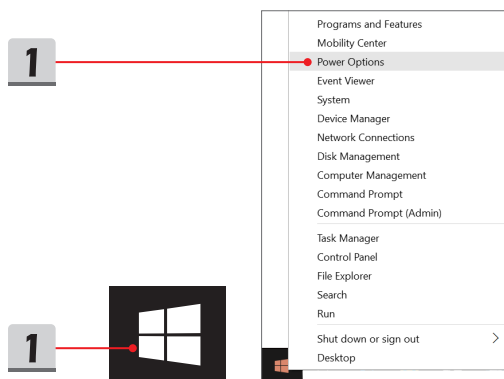 1
Programs and Features
Mobility Center
Power Options
Event Viewer
System
Device Manager
Network Connections
Disk Management
Computer Management
Command Prompt
Command Prompt (Admin)
Task Manager
Control Panel
File Explorer
Search
Run
Shut down or sign out
Desktop
1